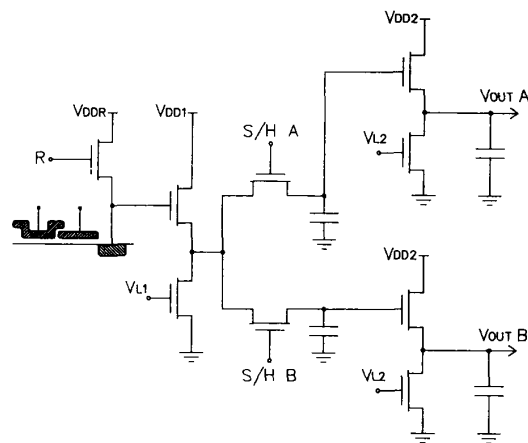 VDD2
VDDR
VDD1
VOUT A
S/H A
R
VL2
VDD2
VL1
VOUT B
S/H B
VL2